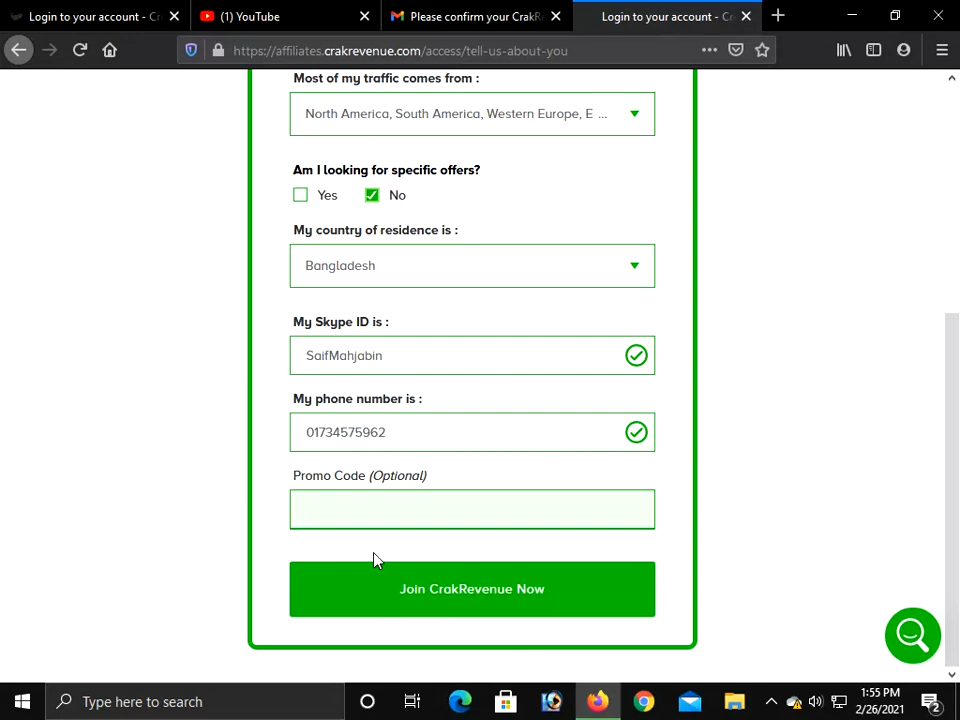 Login to your account - Cr
(1) YouTube
Please confirm your CrakR
Login to your account - Cr
https://affiliates.crakrevenue.com/access/tell-us-about-you
Most of my traffic comes from :
North America, South America, Western Europe, E ...
Am I looking for specific offers?
Yes
No
My country of residence is :
Bangladesh
My Skype ID is :
SaifMahjabin
My phone number is :
01734575962
Promo Code (Optional)
Join CrakRevenue Now
Type here to search
1:55 PM
2/26/2021
2